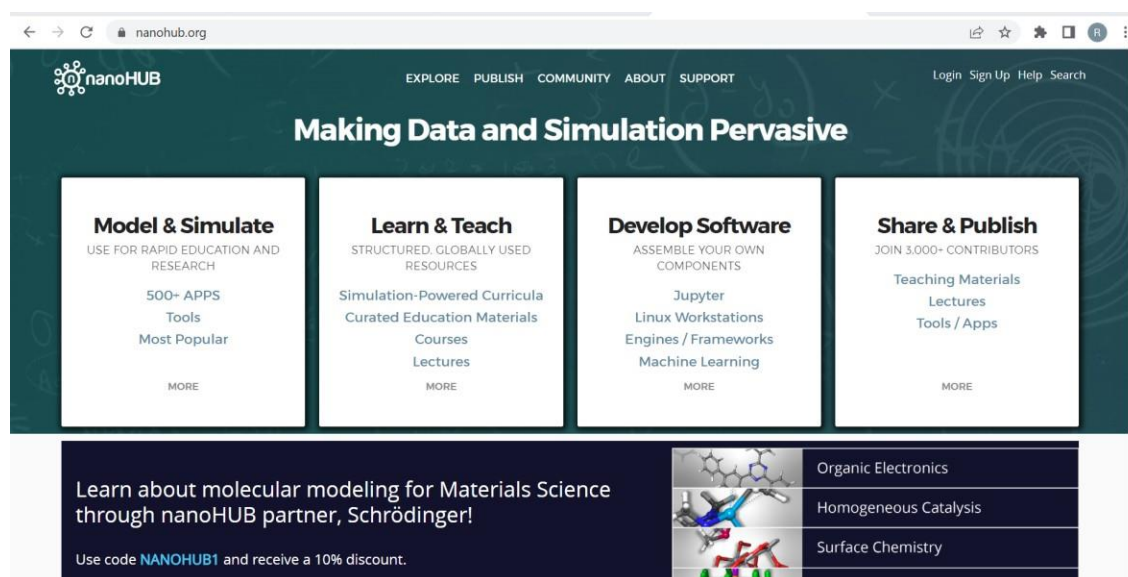 nanohub.org
R
nanoHUB
EXPLORE PUBLISH COMMUNITY ABOUT SUPPORT
Login Sign Up Help Search
Making Data and Simulation Pervasive
Model & Simulate
USE FOR RAPID EDUCATION AND
RESEARCH
500+ APPS
Tools
Most Popular
MORE
Learn & Teach
STRUCTURED, GLOBALLY USED
RESOURCES
Simulation-Powered Curricula
Curated Education Materials
Courses
Lectures
MORE
Develop Software
ASSEMBLE YOUR OWN
COMPONENTS
Jupyter
Linux Workstations
Engines / Frameworks
Machine Learning
MORE
Share & Publish
JOIN 3,000+ CONTRIBUTORS
Teaching Materials
Lectures
Tools / Apps
MORE
Learn about molecular modeling for Materials Science
through nanoHUB partner, Schrödinger!
Use code NANOHUB1 and receive a 10% discount.
Organic Electronics
Homogeneous Catalysis
Surface Chemistry